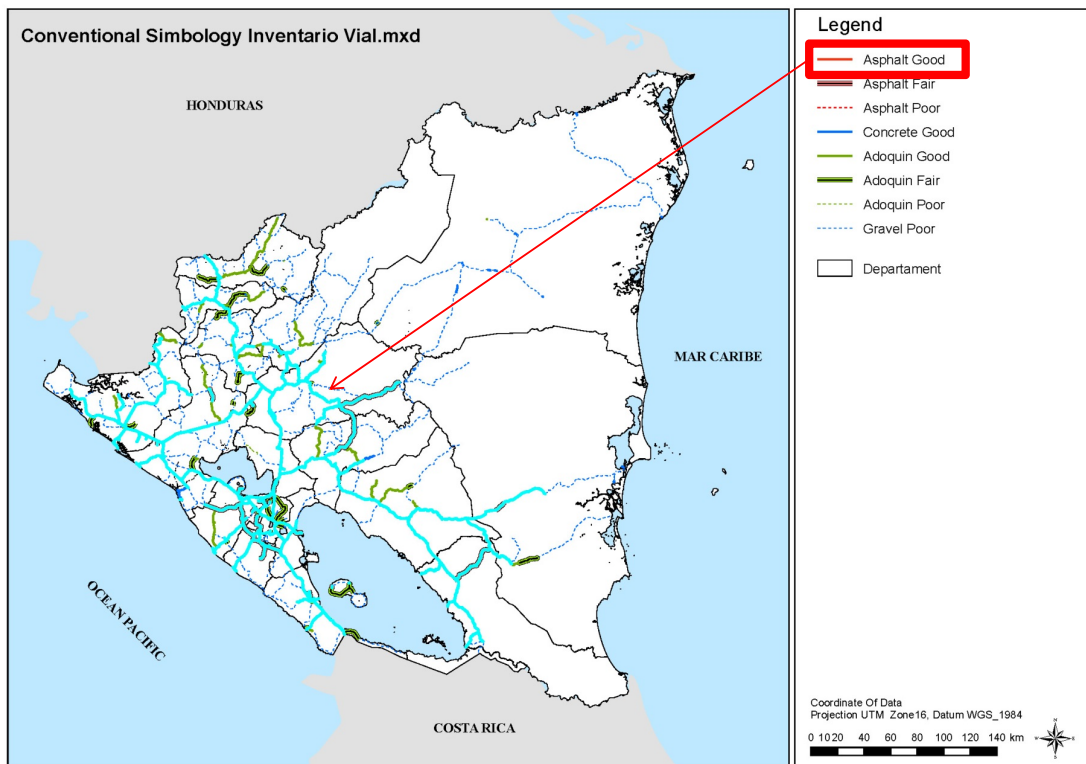 Conventional Simbology Inventario Vial.mxd
HONDURAS
MAR CARIBE
OCEAN PACIFIC
COSTA RICA
Legend
Asphalt Good
Asphalt Fair
Asphalt Poor
Concrete Good
Adoquin Good
Adoquin Fair
Adoquin Poor
Gravel Poor
Departament
Coordinate Of Data
Projection UTM Zone16, Datum WGS_1984
0 10 20 40 60 80 100 120 140 km
N
W E
S